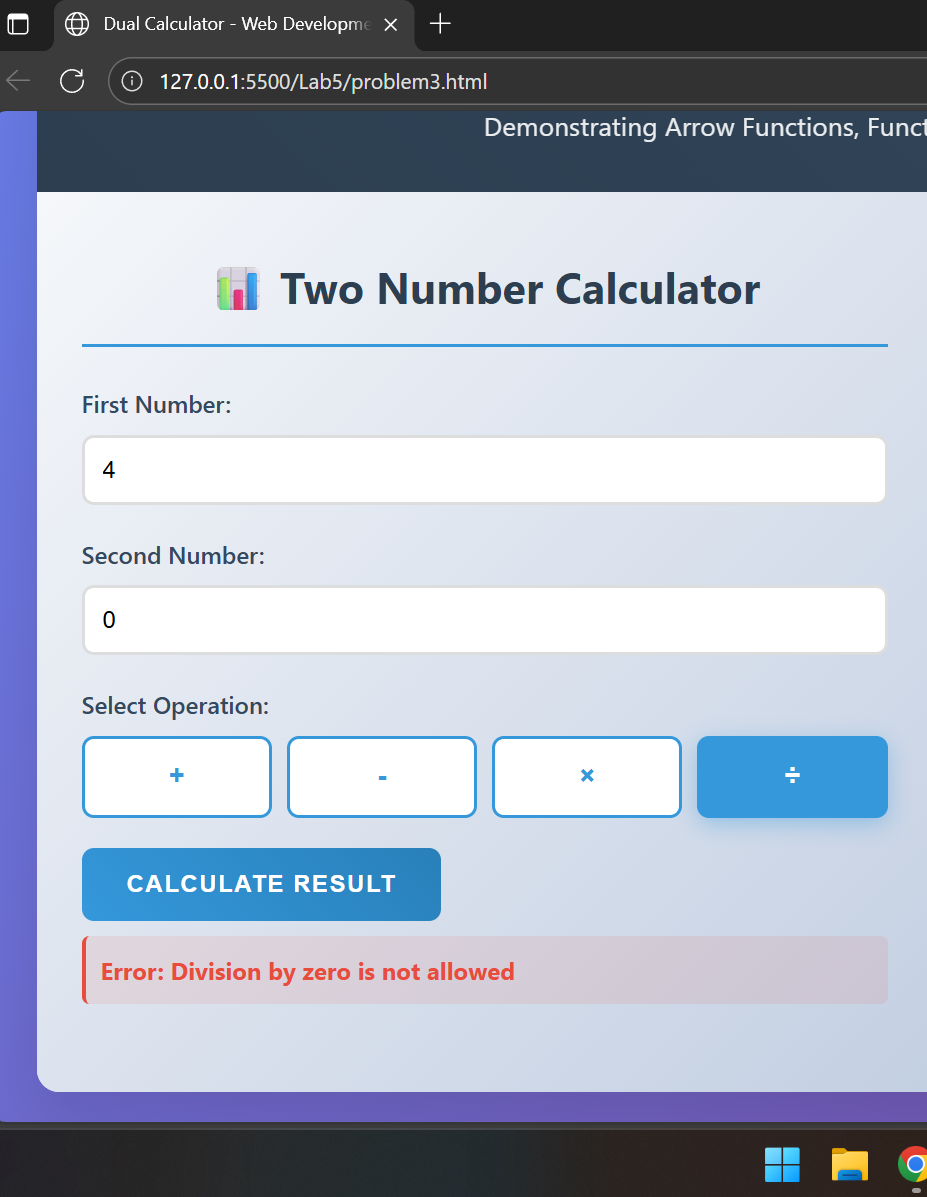 Dual Calculator - Web Developme
127.0.0.1:5500/Lab5/problem3.html
Demonstrating Arrow Functions, Funct
Two Number Calculator
First Number:
4
Second Number:
0
Select Operation:
+ - × ÷
CALCULATE RESULT
Error: Division by zero is not allowed